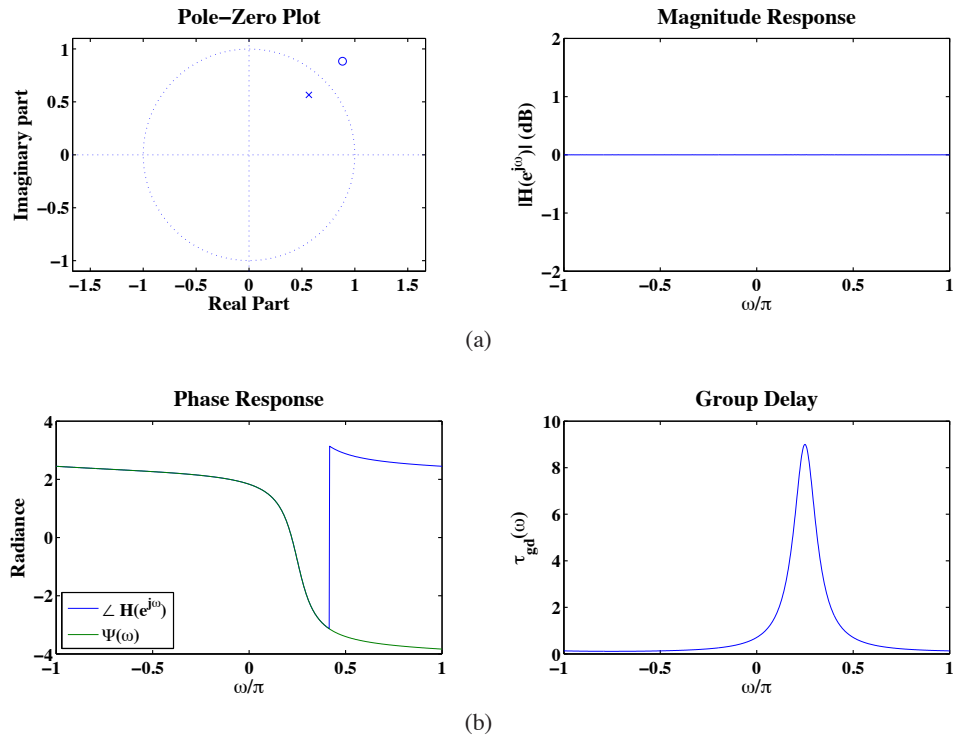 Pole−Zero Plot
Imaginary part
1
0.5
0
−0.5
−1
−1.5 −1 −0.5 0 0.5 1 1.5
Real Part
Magnitude Response
|H(e^{jω})| (dB)
2
1
0
−1
−2
−1 −0.5 0 0.5 1
ω/π
(a)
Phase Response
Radiance
4
2
0
−2
−4
∠ H(e^{jω})
Ψ(ω)
−1 −0.5 0 0.5 1
ω/π
Group Delay
τ_{gd}(ω)
10
8
6
4
2
0
−1 −0.5 0 0.5 1
ω/π
(b)